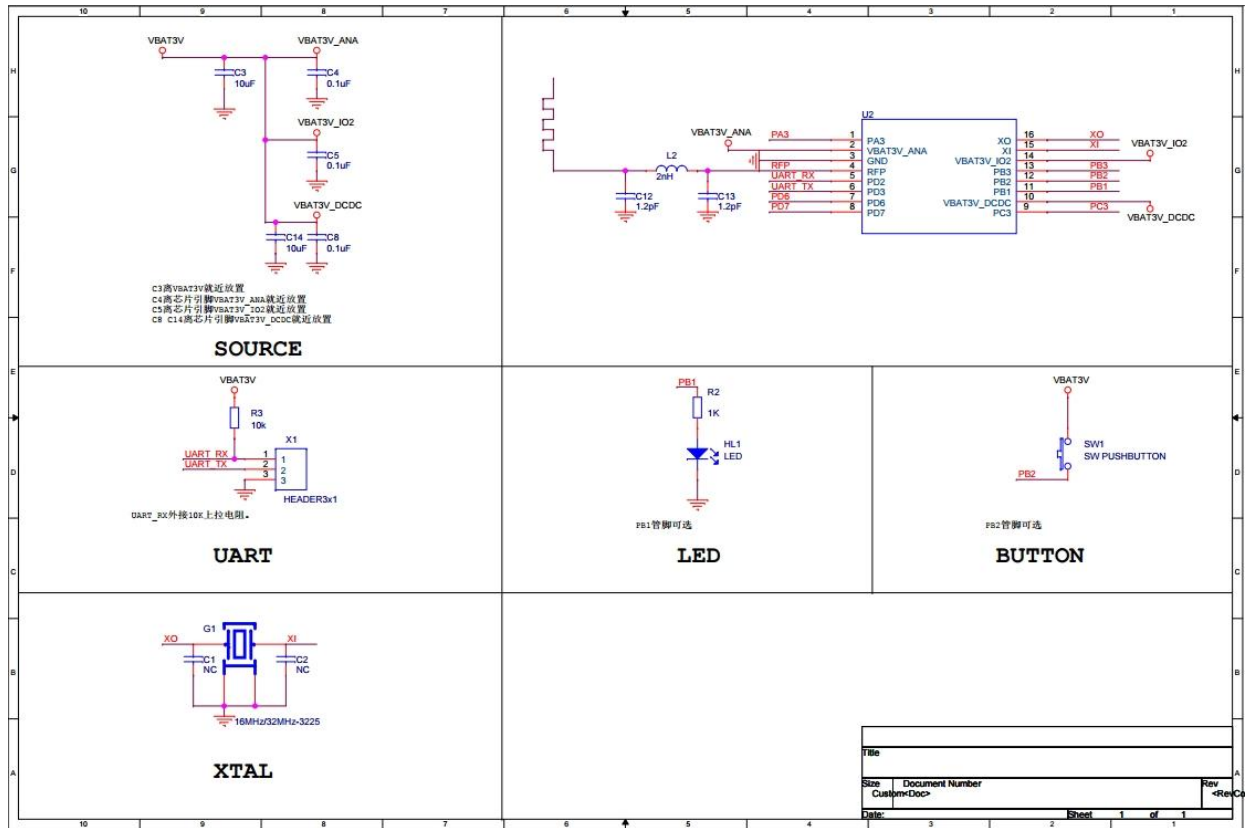 10 9 8 7 6 5 4 3 2 1
H
G
F
E
D
C
B
A
VBAT3V
VBAT3V_ANA
C3
10uF
C4
0.1uF
VBAT3V_IO2
C5
0.1uF
VBAT3V_DCDC
C14
10uF
C8
0.1uF
C3离VBAT3V就近放置
C4离芯片引脚VBAT3V_ANA就近放置
C5离芯片引脚VBAT3V_IO2就近放置
C8 C14离芯片引脚VBAT3V_DCDC就近放置
SOURCE
VBAT3V_ANA
L2
2nH
C12
1.2pF
C13
1.2pF
U2
PA3 1 PA3
2 VBAT3V_ANA
3 GND
RFP 4 RFP
UART_RX 5 PD2
UART_TX 6 PD3
PD6 7 PD6
PD7 8 PD7
XO 16 XO
XI 15 XI
VBAT3V_IO2 14 VBAT3V_IO2
PB3 13 PB3
PB2 12 PB2
PB1 11 PB1
VBAT3V_DCDC 10 VBAT3V_DCDC
PC3 9 PC3
VBAT3V
R3
10k
X1
UART_RX 1 1
UART_TX 2 2
3 3
HEADER3x1
UART_RX外接10K上拉电阻。
UART
PB1
R2
1K
HL1
LED
PB1管脚可选
LED
VBAT3V
SW1
SW PUSHBUTTON
PB2
PB2管脚可选
BUTTON
G1
XO
XI
C1
NC
C2
NC
16MHz/32MHz-3225
XTAL
Title
Size Document Number Rev
Custom <Doc> <RevCo
Date: Sheet 1 of 1
H
G
F
E
D
C
B
A
10 9 8 7 6 5 4 3 2 1